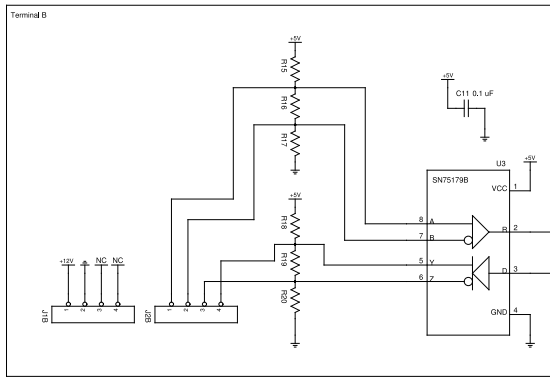 Terminal B
+5V
R15
R16
R17
+5V
C11 0.1 uF
U3
+5V
SN75179B
VCC
1
+5V
R18
R19
R20
8
A
7
B
R
2
5
Y
6
Z
D
3
GND
4
+12V
NC
NC
J1B
1
2
3
4
J2B
1
2
3
4